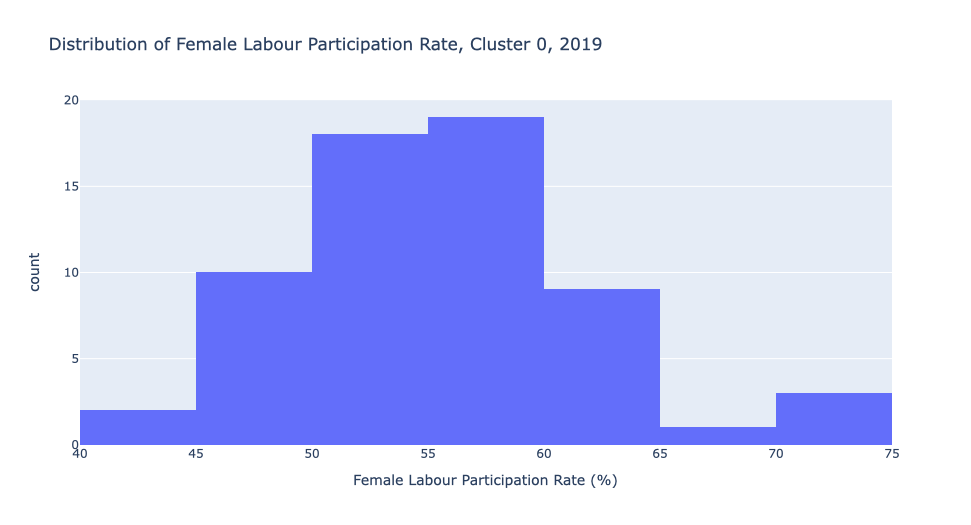 Distribution of Female Labour Participation Rate, Cluster 0, 2019
20
15
10
5
0
count
40 45 50 55 60 65 70 75
Female Labour Participation Rate (%)